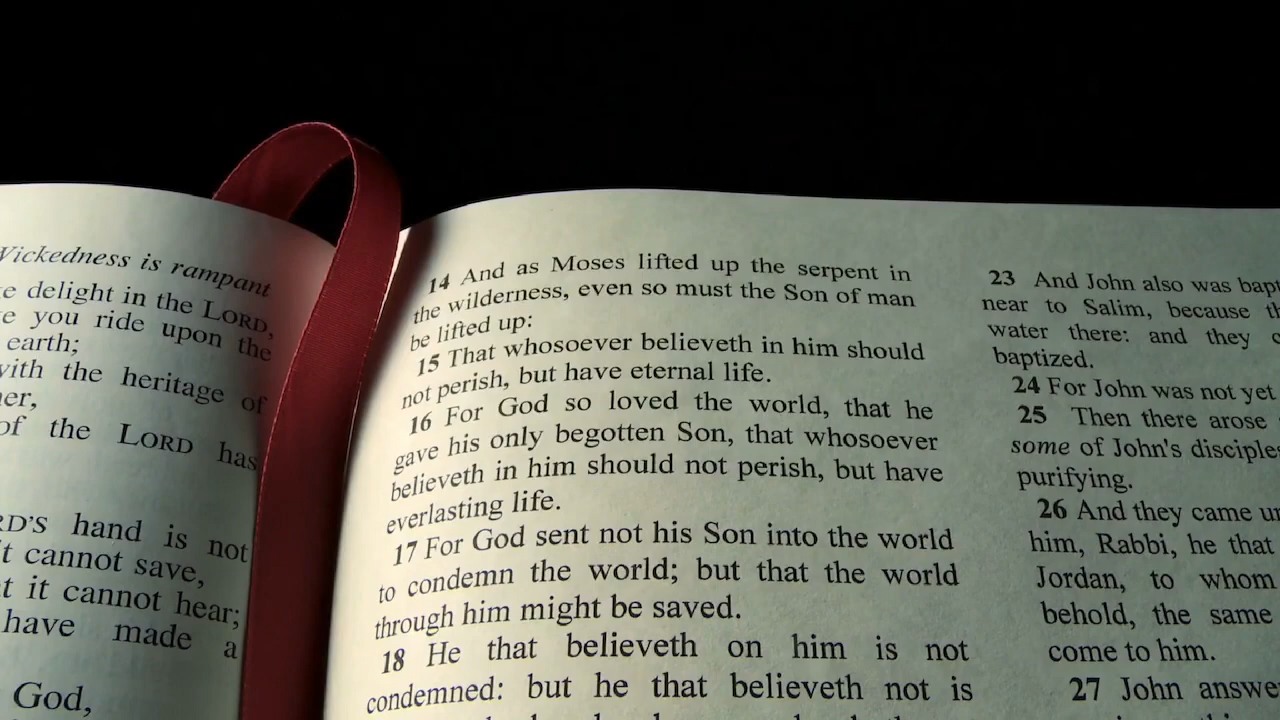 Wickedness is rampant
delight in the LORD,
you ride upon the
earth;
with the heritage of
of the LORD has
hand is not
it cannot save,
it cannot hear;
have made a
God,
14 And as Moses lifted up the serpent in
the wilderness, even so must the Son of man
be lifted up:
15 That whosoever believeth in him should
not perish, but have eternal life.
16 For God so loved the world, that he
gave his only begotten Son, that whosoever
believeth in him should not perish, but have
everlasting life.
17 For God sent not his Son into the world
to condemn the world; but that the world
through him might be saved.
18 He that believeth on him is not
condemned: but he that believeth not is
23 And John also was
near to Salim, because
water there: and they
baptized.
24 For John was not yet
25 Then there arose
some of John's
purifying.
26 And they came
him, Rabbi, he that
Jordan, to whom
behold, the same
come to him.
27 John